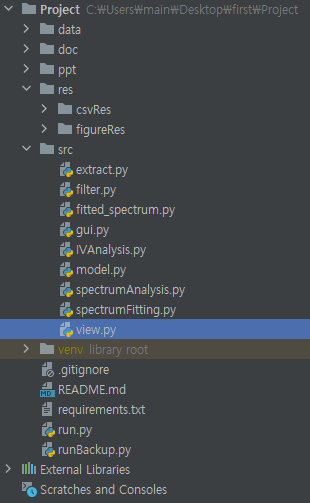 Project C:₩Users₩main₩Desktop₩first₩Project
data
doc
ppt
res
csvRes
figureRes
src
extract.py
filter.py
fitted_spectrum.py
gui.py
IVAnalysis.py
model.py
spectrumAnalysis.py
spectrumFitting.py
view.py
venv library root
.gitignore
MD README.md
requirements.txt
run.py
runBackup.py
External Libraries
Scratches and Consoles